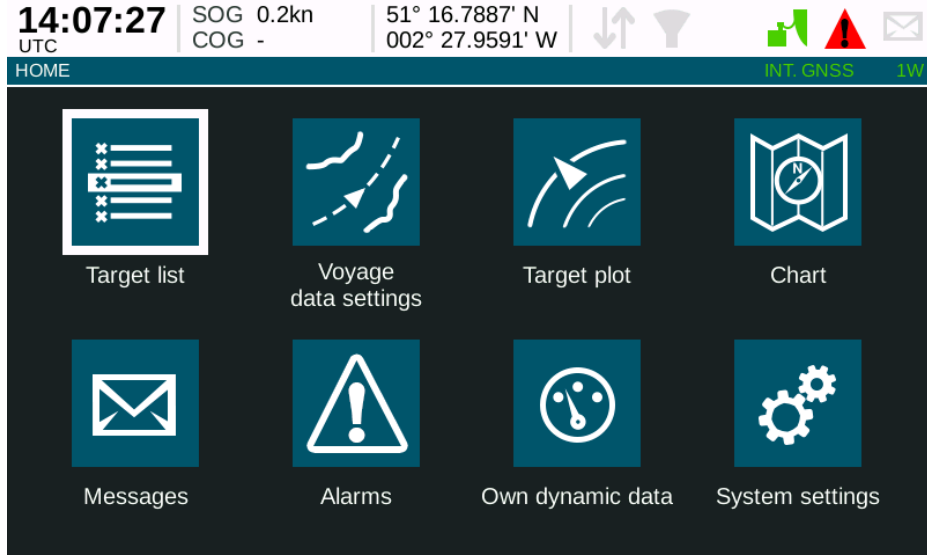 14:07:27
UTC
SOG 0.2kn
COG -
51° 16.7887' N
002° 27.9591' W
HOME
INT. GNSS 1W
N
Target list
Voyage
data settings
Target plot
Chart
Messages
Alarms
Own dynamic data
System settings